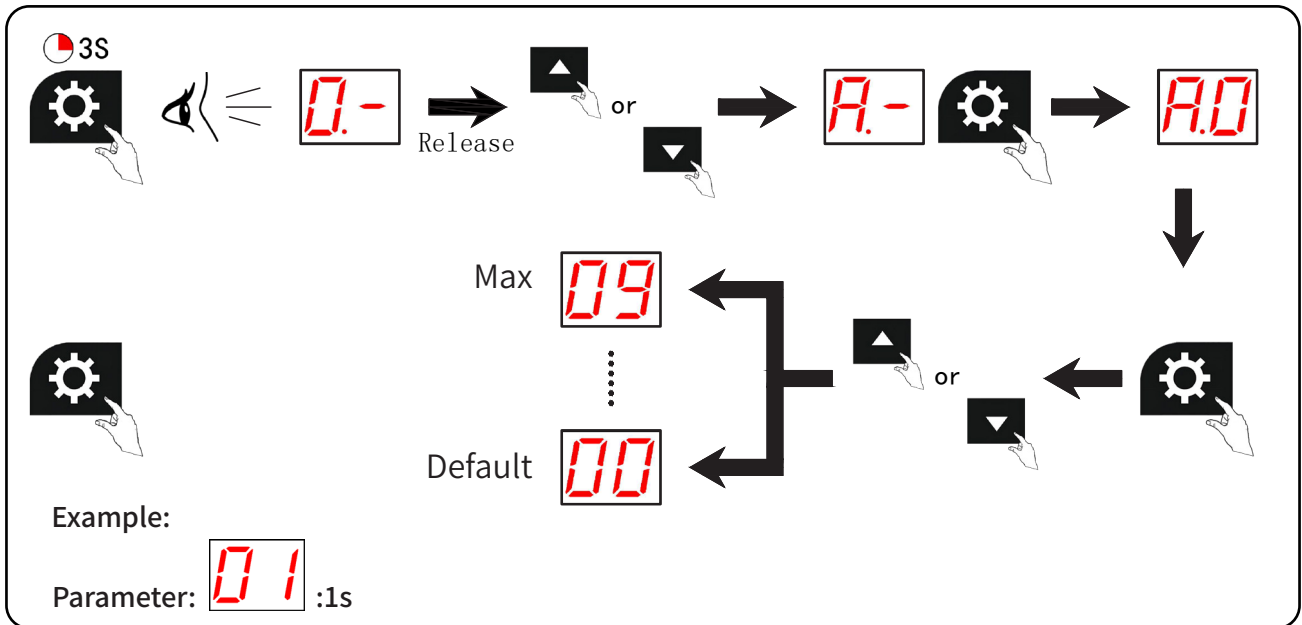 3S
0.-
Release
or
A.-
A.0
Max
09
or
Default
00
Example:
Parameter: 01 :1s